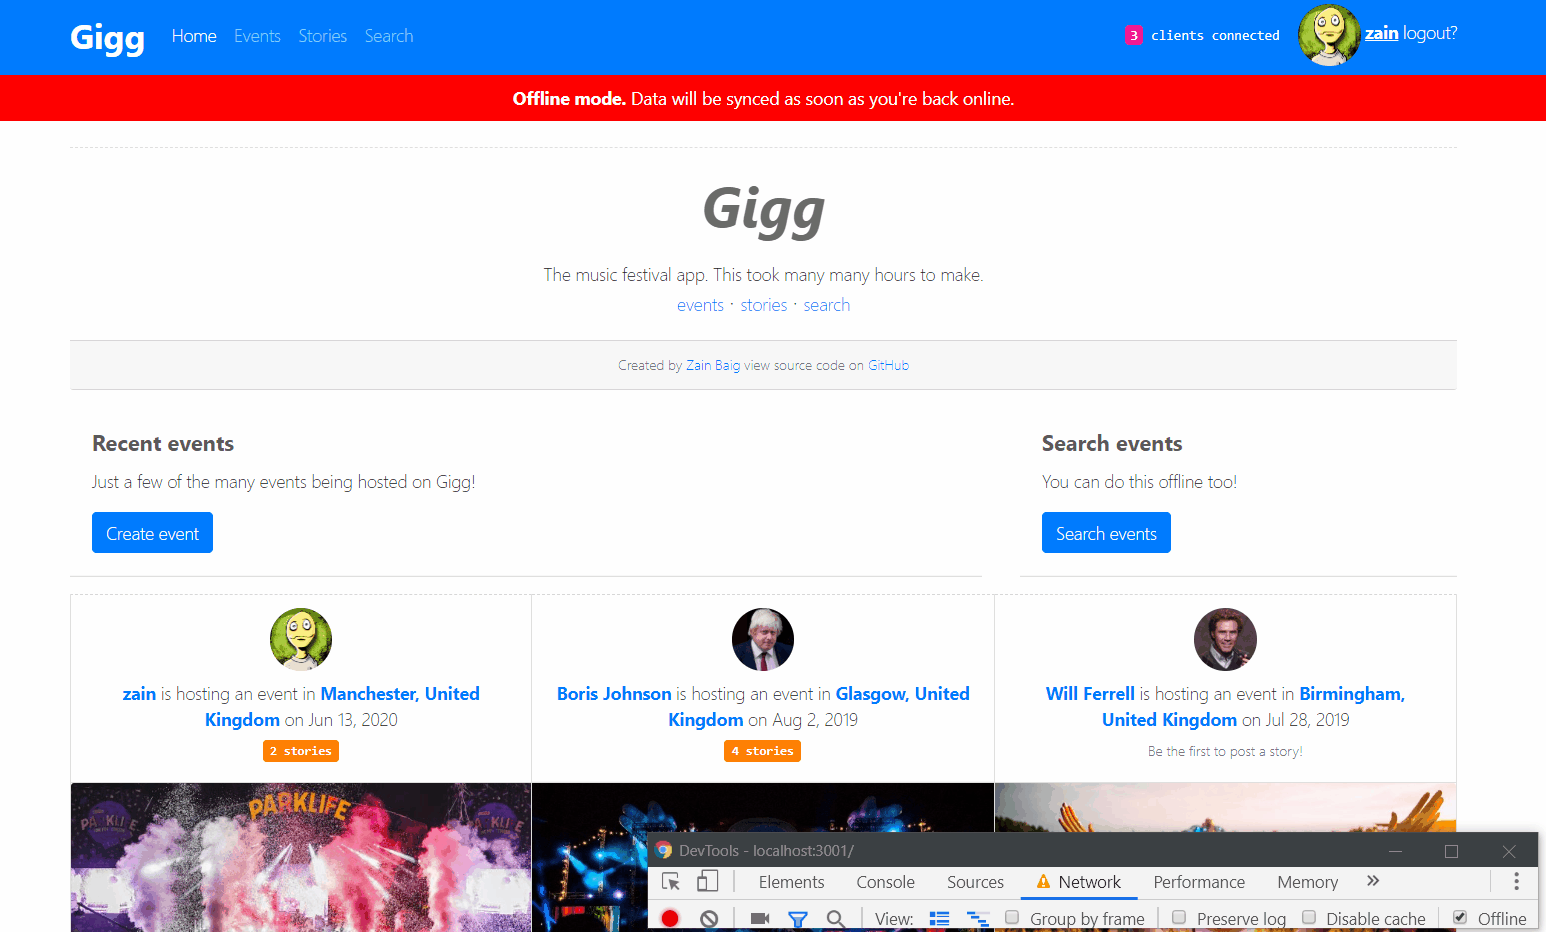 Gigg Home Events Stories Search 3 clients connected zain logout?
Offline mode. Data will be synced as soon as you're back online.
Gigg
The music festival app. This took many many hours to make.
events · stories · search
Created by Zain Baig view source code on GitHub
Recent events
Just a few of the many events being hosted on Gigg!
Create event
Search events
You can do this offline too!
Search events
zain is hosting an event in Manchester, United
Kingdom on Jun 13, 2020
2 stories
Boris Johnson is hosting an event in Glasgow, United
Kingdom on Aug 2, 2019
4 stories
Will Ferrell is hosting an event in Birmingham,
United Kingdom on Jul 28, 2019
Be the first to post a story!
PARKLIFE
PARKLIFE
PARKLIFE
DevTools - localhost:3001/
Elements Console Sources Network Performance Memory »
View: Group by frame Preserve log Disable cache Offline